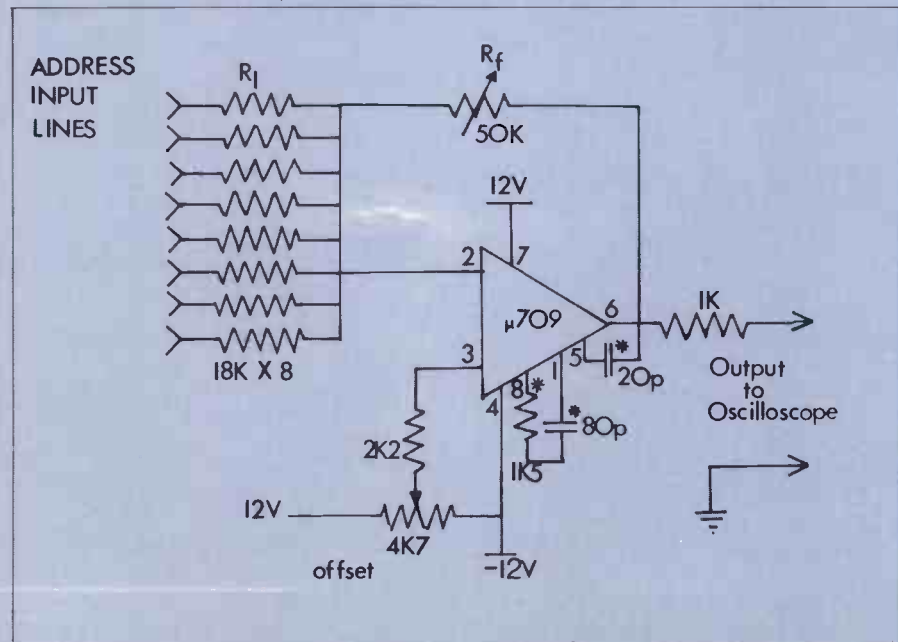 ADDRESS
INPUT
LINES
R1
Rf
50K
12V
2
7
µ709
6
1K
3
5
*
20p
Output
to
Oscilloscope
18K X 8
4
8
*
1
*
80p
2K2
1K5
12V
4K7
-12V
offset